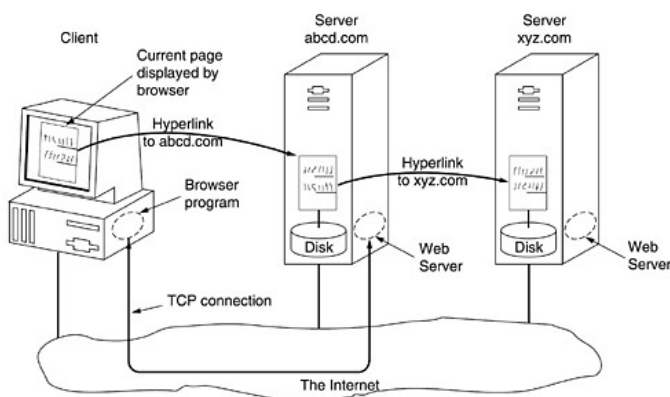 Client
Server
abcd.com
Server
xyz.com
Current page
displayed by
browser
Hyperlink
to abcd.com
Hyperlink
to xyz.com
Browser
program
Disk
Web
Server
Disk
Web
Server
TCP connection
The Internet